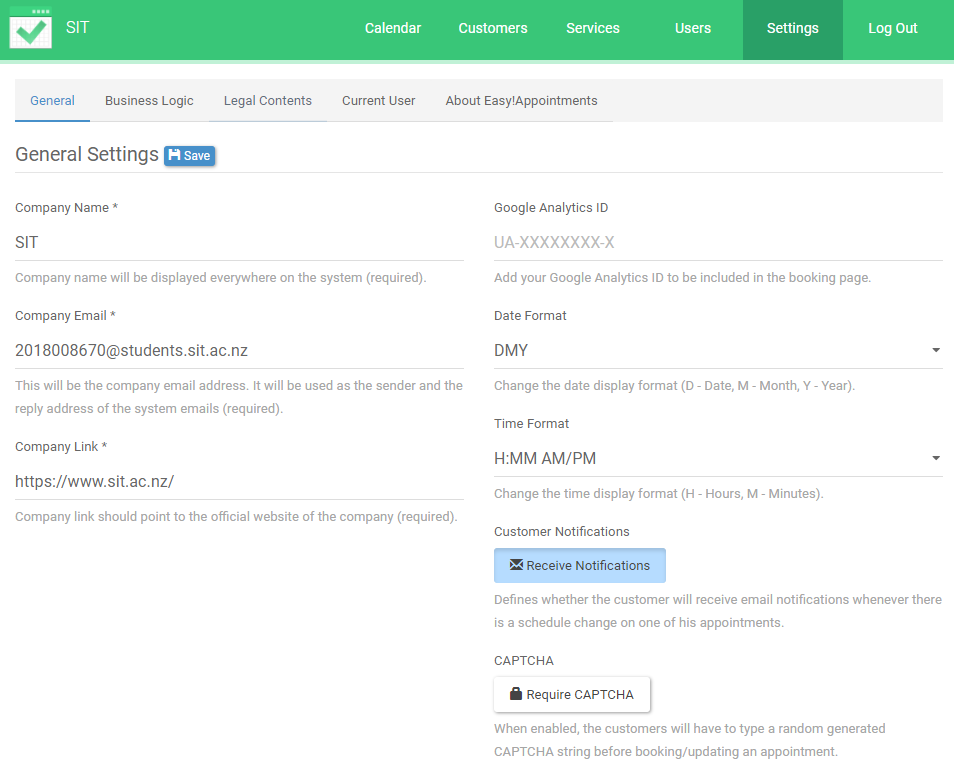 SIT
Calendar
Customers
Services
Users
Settings
Log Out
General
Business Logic
Legal Contents
Current User
About Easy!Appointments
General Settings
Save
Company Name *
SIT
Company name will be displayed everywhere on the system (required).
Company Email *
2018008670@students.sit.ac.nz
This will be the company email address. It will be used as the sender and the
reply address of the system emails (required).
Company Link *
https://www.sit.ac.nz/
Company link should point to the official website of the company (required).
Google Analytics ID
UA-XXXXXXXX-X
Add your Google Analytics ID to be included in the booking page.
Date Format
DMY
Change the date display format (D - Date, M - Month, Y - Year).
Time Format
H:MM AM/PM
Change the time display format (H - Hours, M - Minutes).
Customer Notifications
Receive Notifications
Defines whether the customer will receive email notifications whenever there
is a schedule change on one of his appointments.
CAPTCHA
Require CAPTCHA
When enabled, the customers will have to type a random generated
CAPTCHA string before booking/updating an appointment.